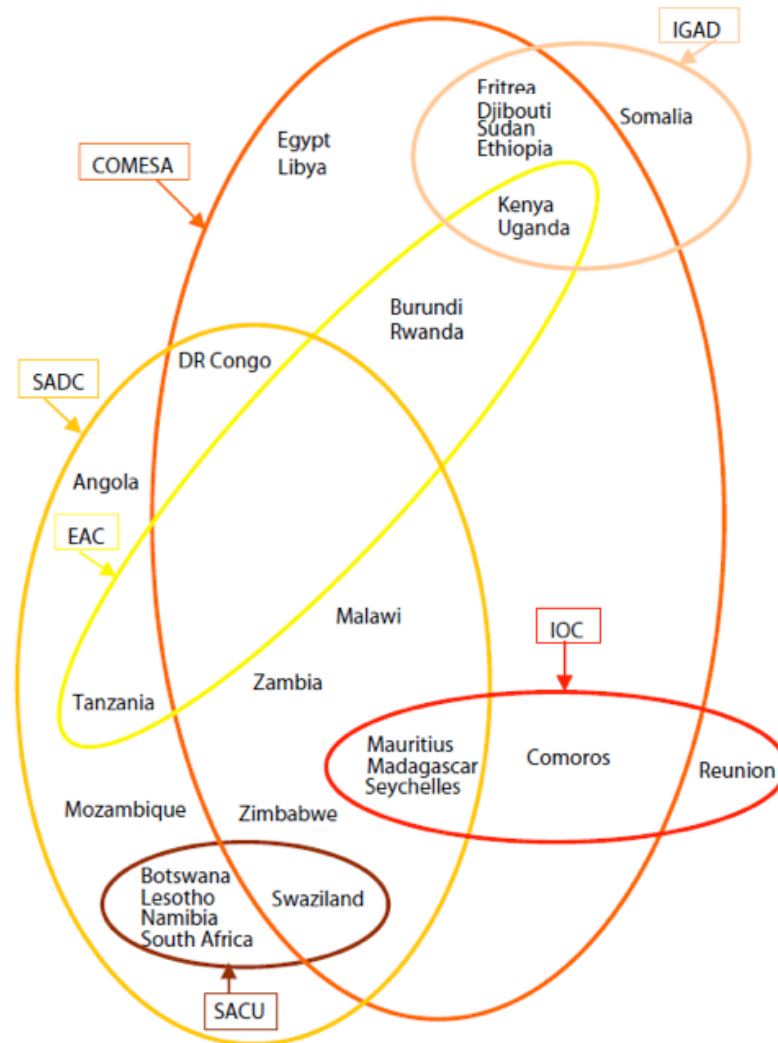 IGAD
Eritrea
Djibouti
Sudan
Ethiopia
Somalia
Egypt
Libya
COMESA
Kenya
Uganda
Burundi
Rwanda
DR Congo
SADC
Angola
EAC
Malawi
IOC
Zambia
Tanzania
Mauritius
Madagascar
Seychelles
Comoros
Reunion
Mozambique
Zimbabwe
Botswana
Lesotho
Namibia
South Africa
Swaziland
SACU